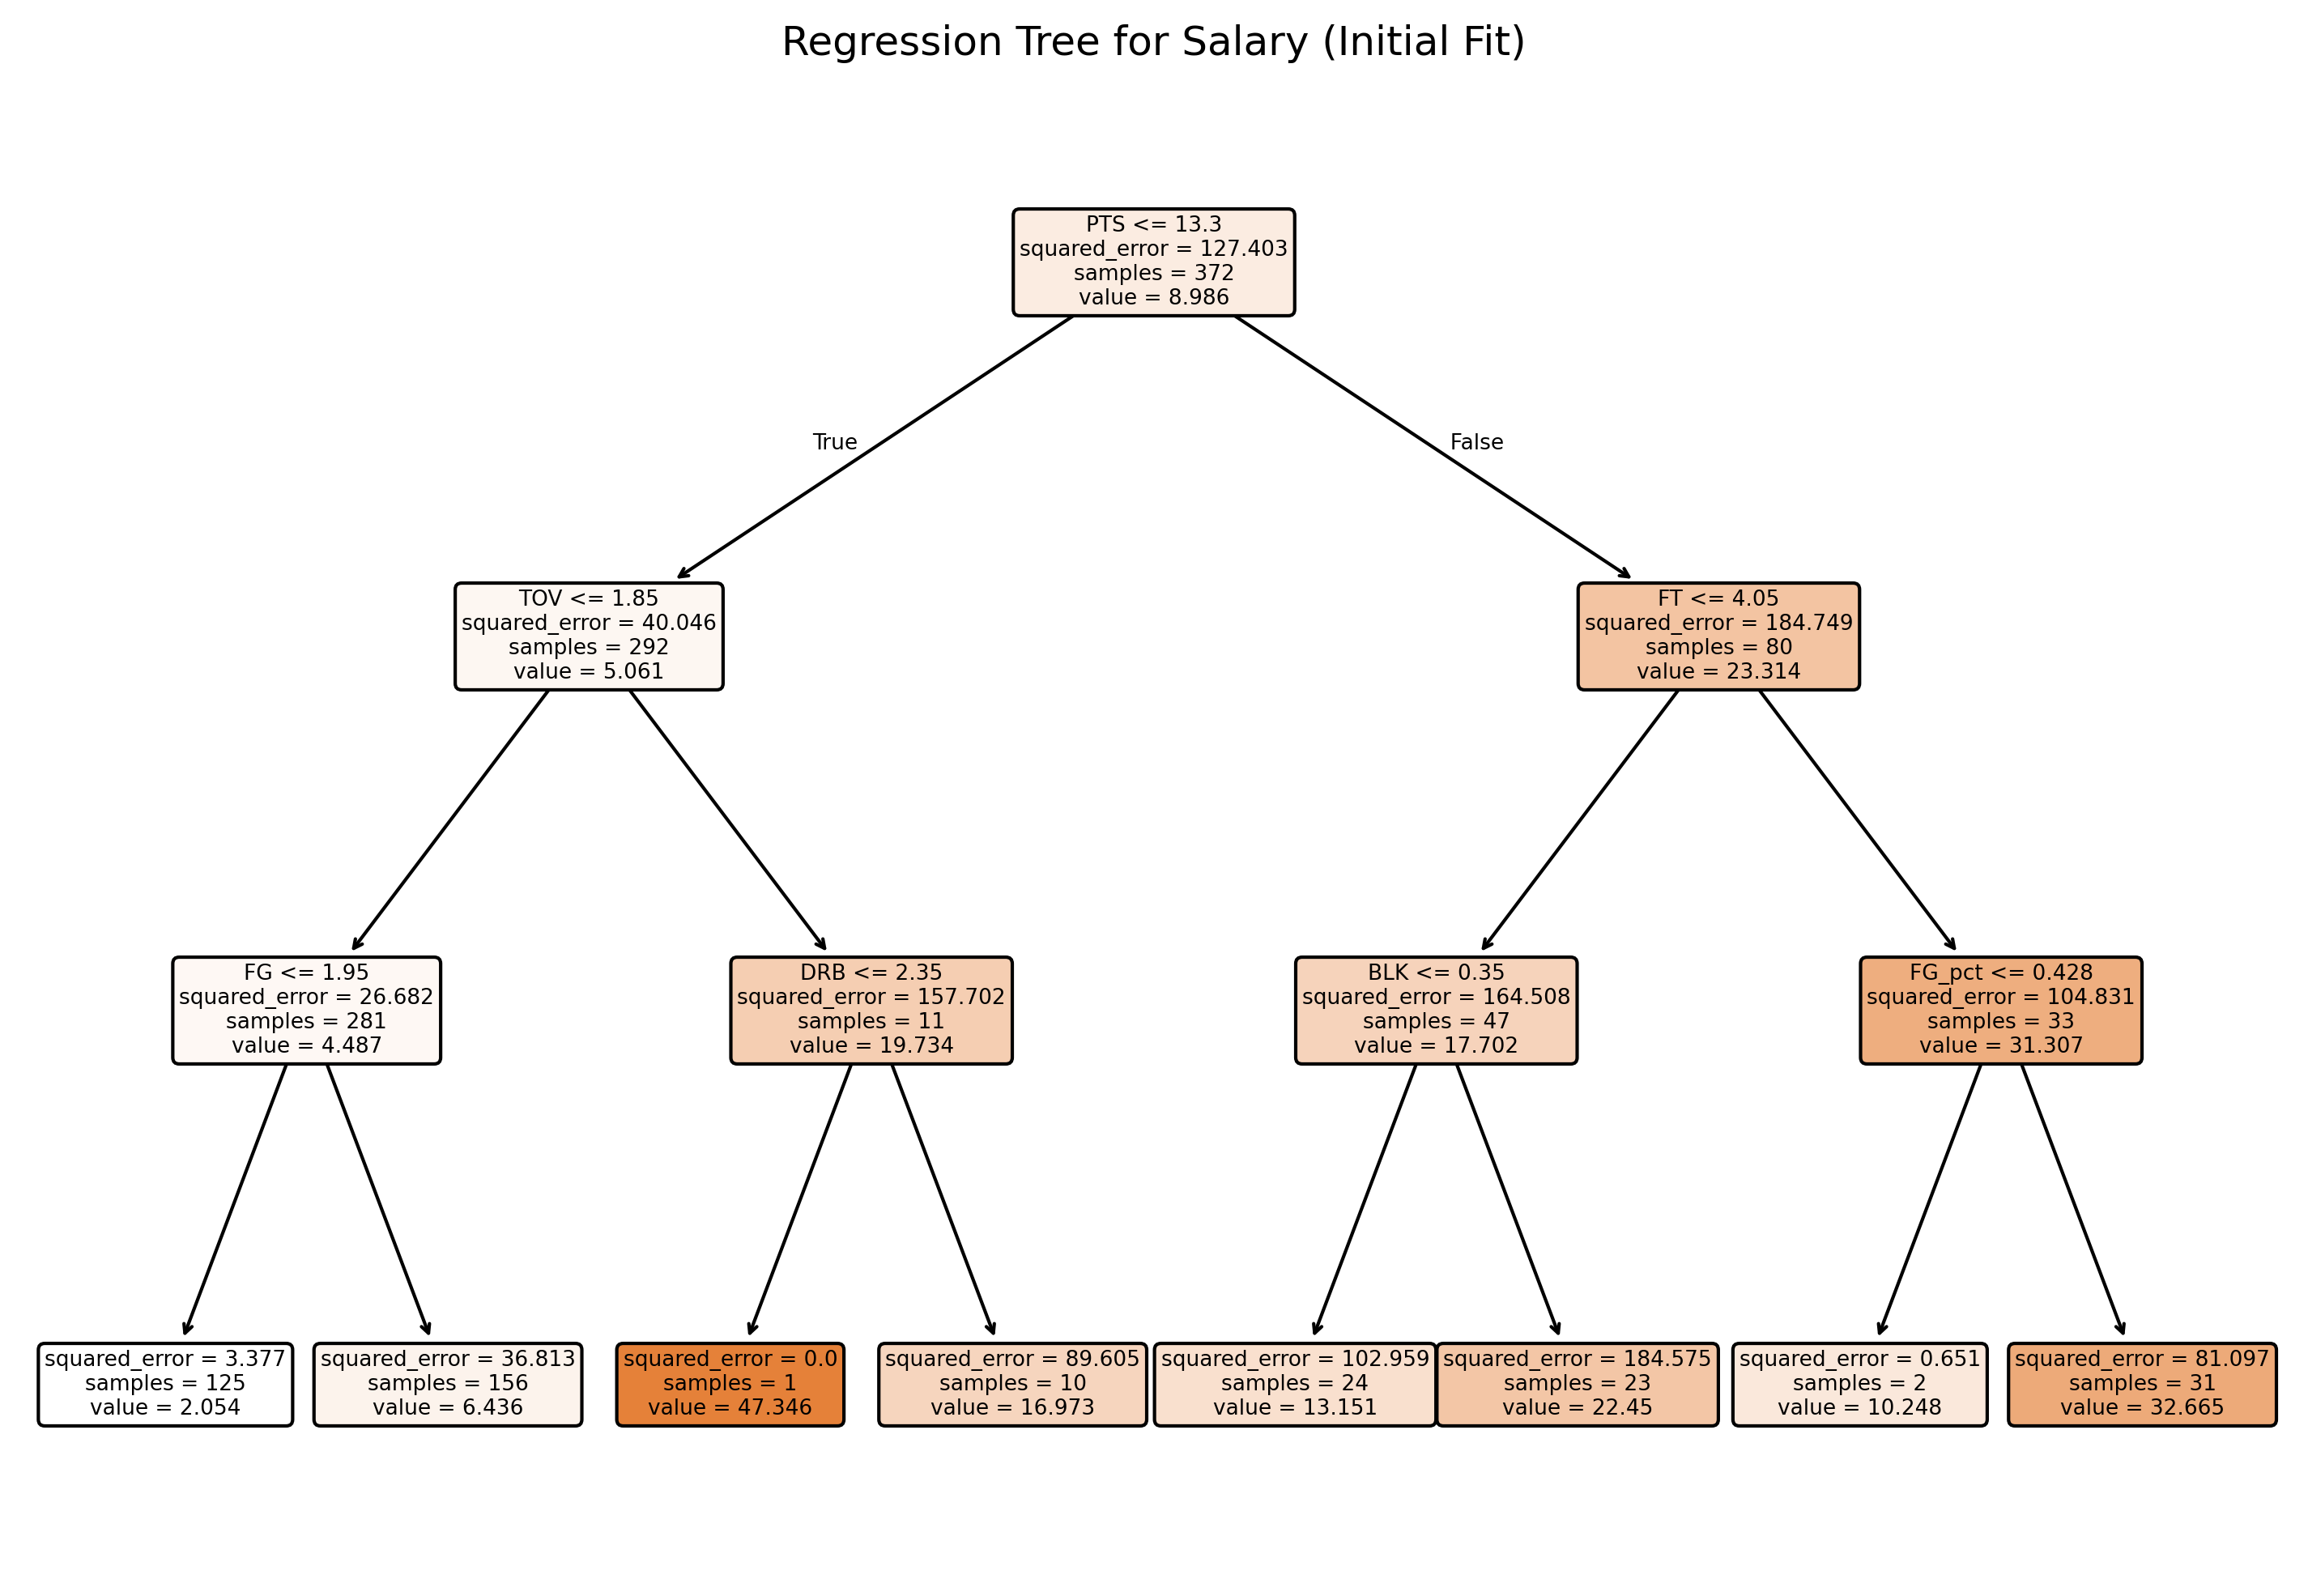 Regression Tree for Salary (Initial Fit)
PTS <= 13.3
squared_error = 127.403
samples = 372
value = 8.986
True
False
TOV <= 1.85
squared_error = 40.046
samples = 292
value = 5.061
FT <= 4.05
squared_error = 184.749
samples = 80
value = 23.314
FG <= 1.95
squared_error = 26.682
samples = 281
value = 4.487
DRB <= 2.35
squared_error = 157.702
samples = 11
value = 19.734
BLK <= 0.35
squared_error = 164.508
samples = 47
value = 17.702
FG_pct <= 0.428
squared_error = 104.831
samples = 33
value = 31.307
squared_error = 3.377
samples = 125
value = 2.054
squared_error = 36.813
samples = 156
value = 6.436
squared_error = 0.0
samples = 1
value = 47.346
squared_error = 89.605
samples = 10
value = 16.973
squared_error = 102.959
samples = 24
value = 13.151
squared_error = 184.575
samples = 23
value = 22.45
squared_error = 0.651
samples = 2
value = 10.248
squared_error = 81.097
samples = 31
value = 32.665